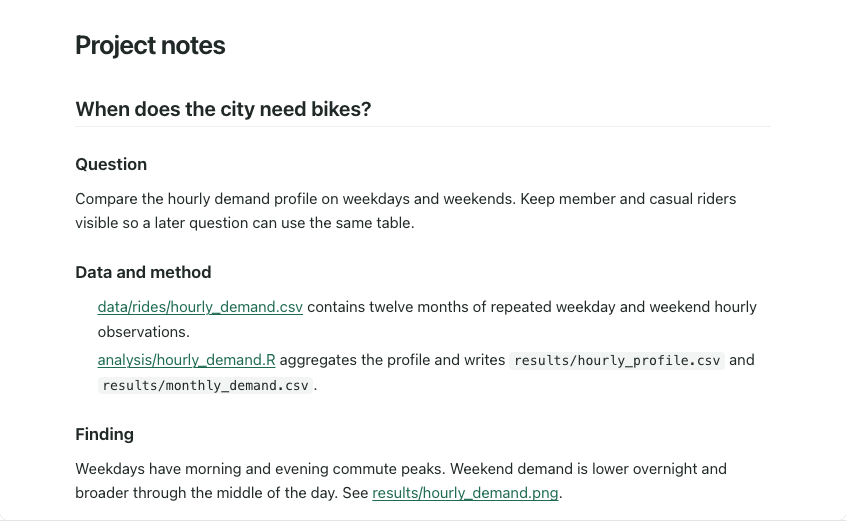 Project notes
When does the city need bikes?
Question
Compare the hourly demand profile on weekdays and weekends. Keep member and casual riders
visible so a later question can use the same table.
Data and method
data/rides/hourly_demand.csv contains twelve months of repeated weekday and weekend hourly
observations.
analysis/hourly_demand.R aggregates the profile and writes results/hourly_profile.csv and
results/monthly_demand.csv.
Finding
Weekdays have morning and evening commute peaks. Weekend demand is lower overnight and
broader through the middle of the day. See results/hourly_demand.png.